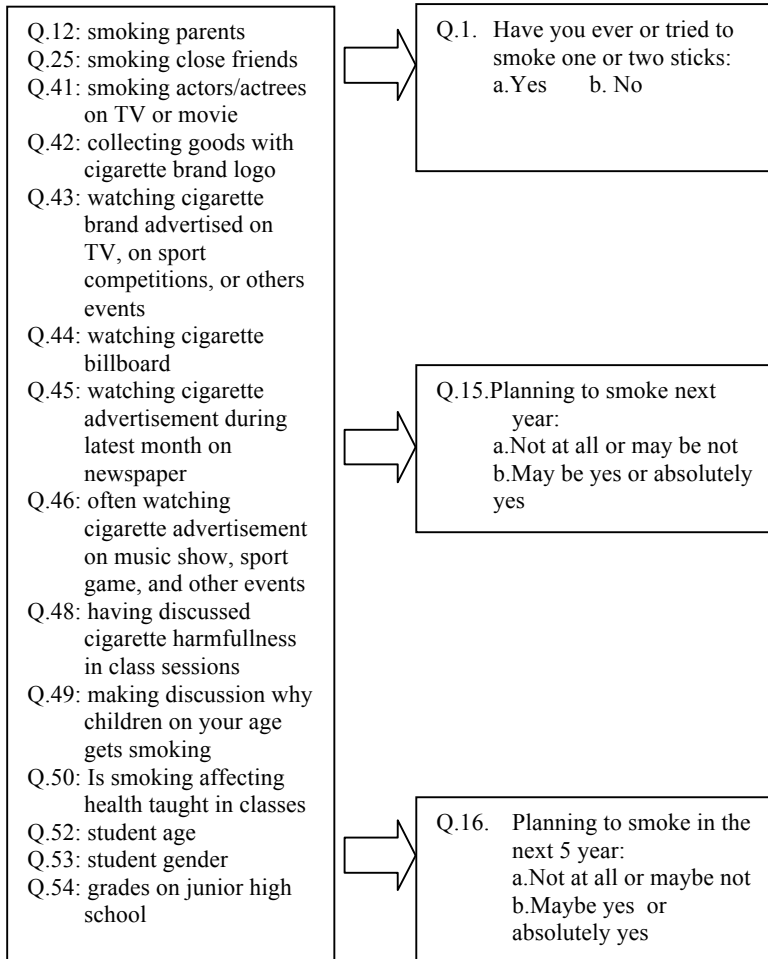 Q.12: smoking parents
Q.25: smoking close friends
Q.41: smoking actors/actrees
on TV or movie
Q.42: collecting goods with
cigarette brand logo
Q.43: watching cigarette
brand advertised on
TV, on sport
competitions, or others
events
Q.44: watching cigarette
billboard
Q.45: watching cigarette
advertisement during
latest month on
newspaper
Q.46: often watching
cigarette advertisement
on music show, sport
game, and other events
Q.48: having discussed
cigarette harmfullness
in class sessions
Q.49: making discussion why
children on your age
gets smoking
Q.50: Is smoking affecting
health taught in classes
Q.52: student age
Q.53: student gender
Q.54: grades on junior high
school
Q.1. Have you ever or tried to
smoke one or two sticks:
a.Yes b. No
Q.15.Planning to smoke next
year:
a.Not at all or may be not
b.May be yes or absolutely
yes
Q.16. Planning to smoke in the
next 5 year:
a.Not at all or maybe not
b.Maybe yes or
absolutely yes